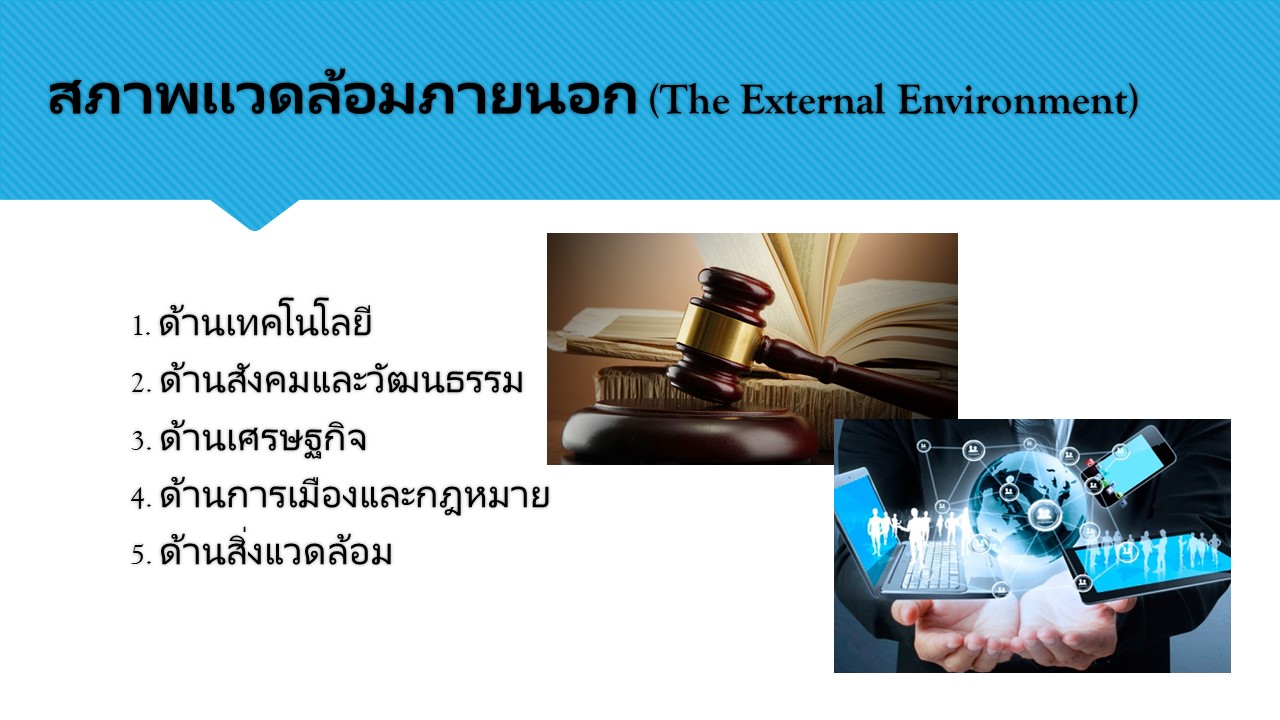 สภาพแวดล้อมภายนอก (The External Environment)
1. ด้านเทคโนโลยี
2. ด้านสังคมและวัฒนธรรม
3. ด้านเศรษฐกิจ
4. ด้านการเมืองและกฎหมาย
5. ด้านสิ่งแวดล้อม